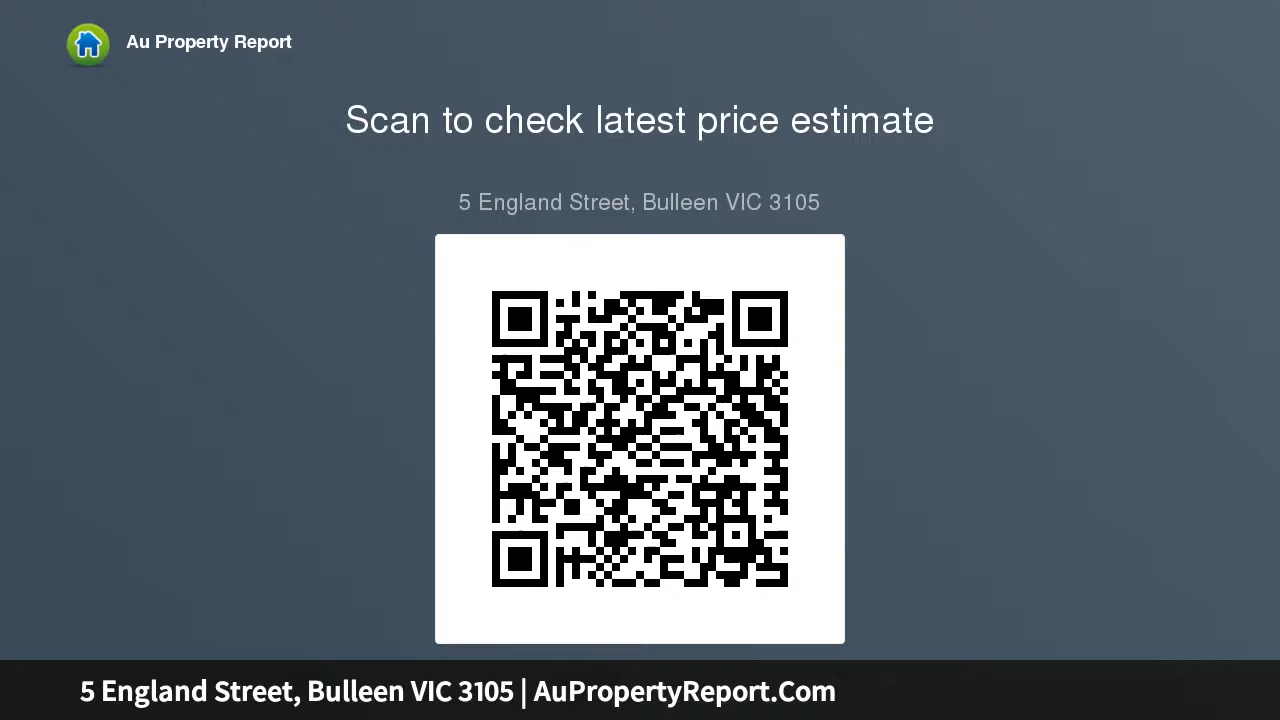 Au Property Report
Scan to check latest price estimate
5 England Street, Bulleen VIC 3105
5 England Street, Bulleen VIC 3105 | AuPropertyReport.Com